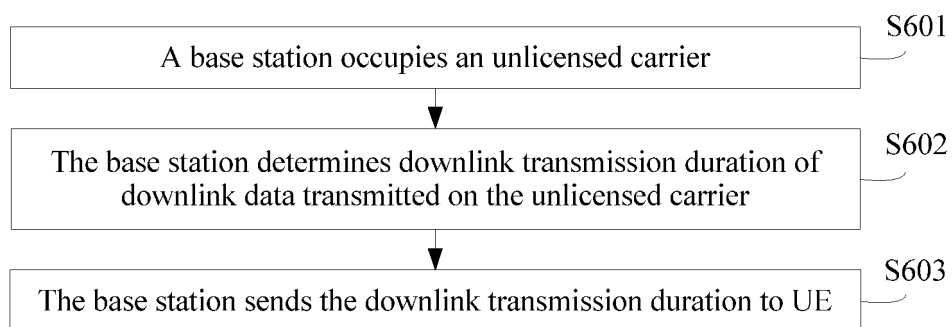 S601
A base station occupies an unlicensed carrier
S602
The base station determines downlink transmission duration of
downlink data transmitted on the unlicensed carrier
S603
The base station sends the downlink transmission duration to UE